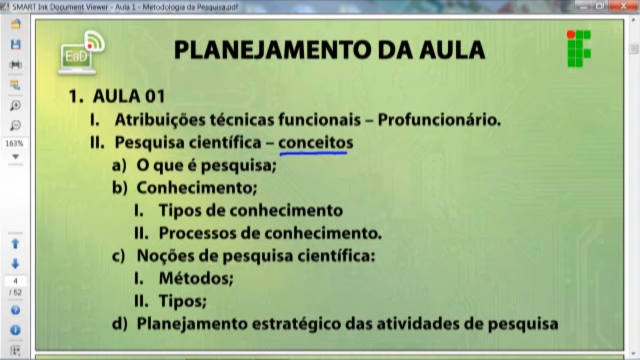 SMART Ink Document Viewer - Aula 1 - Metodologia da Pesquisa.pdf
EaD
PLANEJAMENTO DA AULA
1. AULA 01
I. Atribuições técnicas funcionais – Profuncionário.
II. Pesquisa científica – conceitos
a) O que é pesquisa;
b) Conhecimento;
I. Tipos de conhecimento
II. Processos de conhecimento.
c) Noções de pesquisa científica:
I. Métodos;
II. Tipos;
d) Planejamento estratégico das atividades de pesquisa
163%
4
/ 52